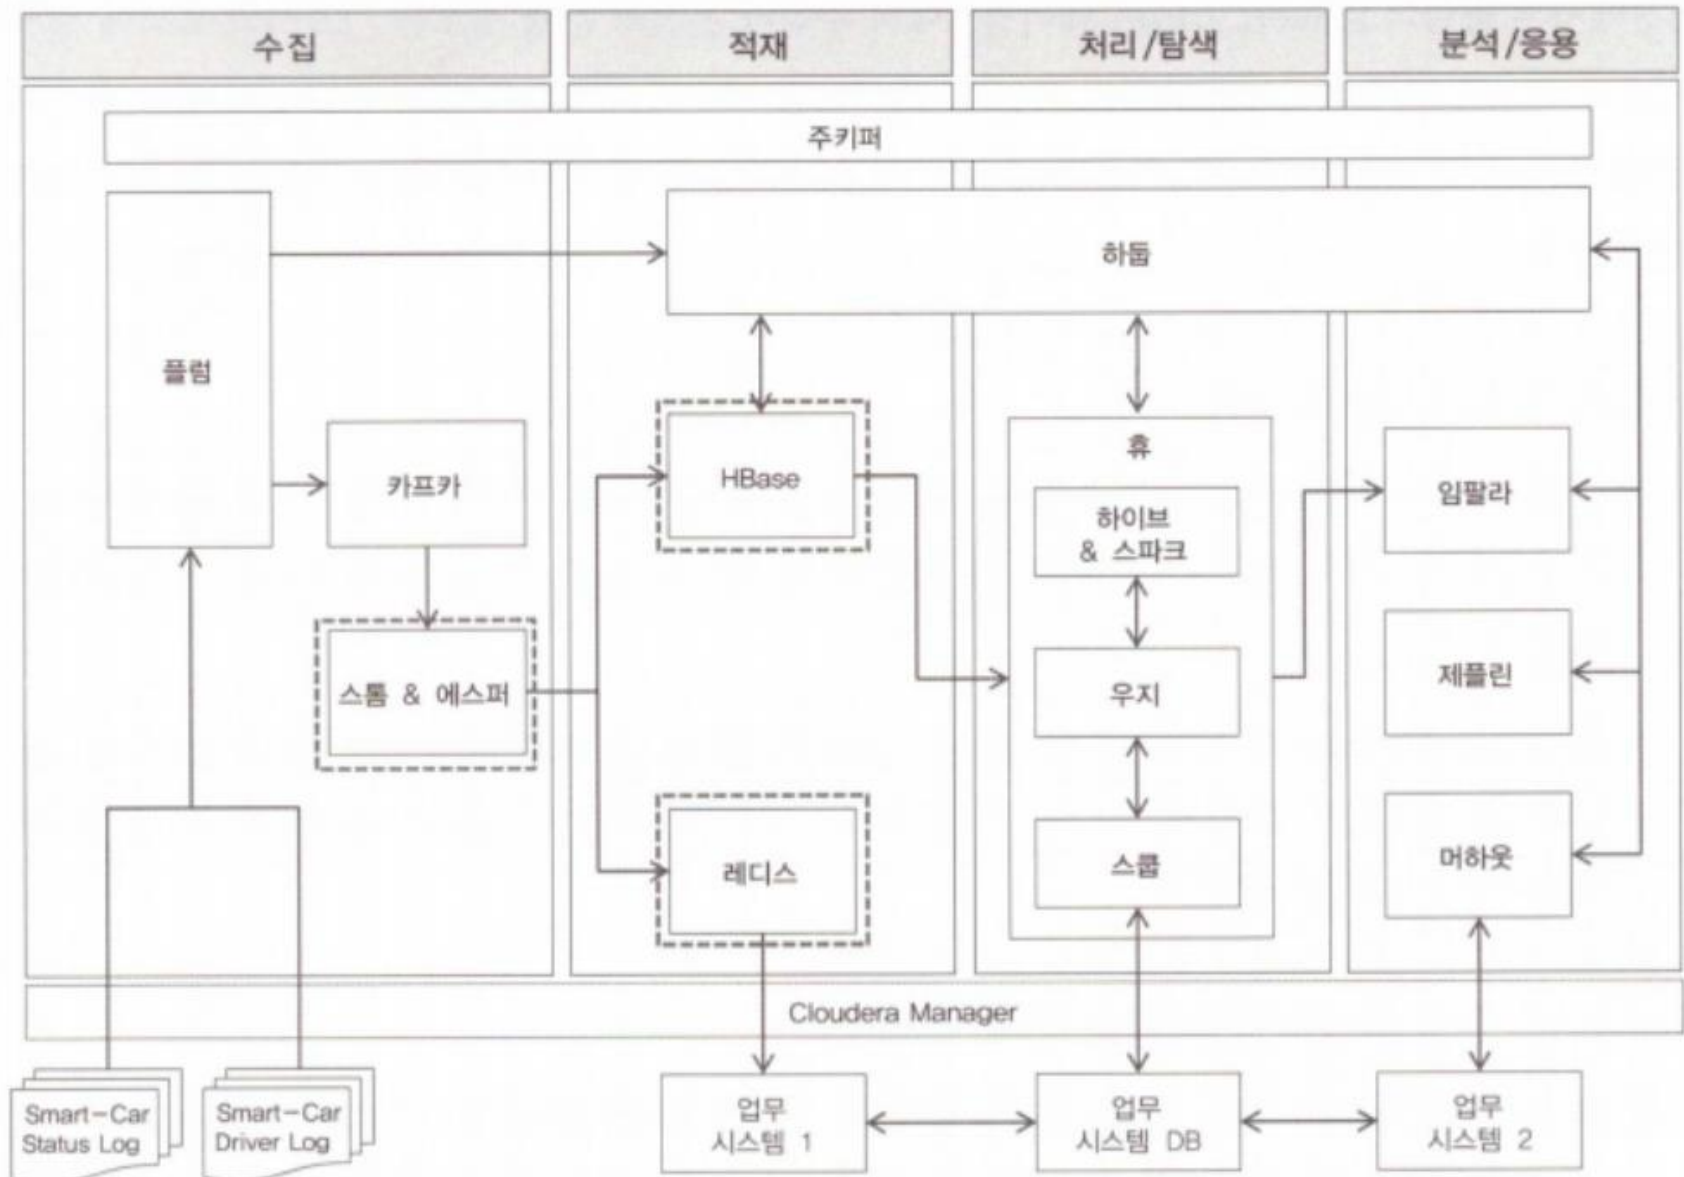 수집
적재
처리/탐색
분석/응용
주키퍼
하둡
플럼
카프카
HBase
휴
하이브
& 스파크
임팔라
스톰 & 에스퍼
우지
제플린
레디스
스쿱
머하웃
Cloudera Manager
Smart-Car
Status Log
Smart-Car
Driver Log
업무
시스템 1
업무
시스템 DB
업무
시스템 2